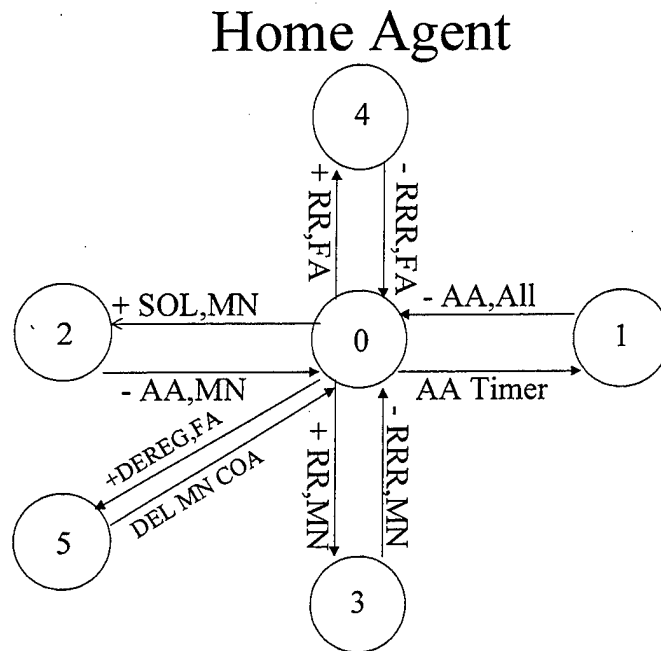 Home Agent
4
+ RR,FA
- RRR,FA
+ SOL,MN
- AA,All
2
0
1
- AA,MN
AA Timer
+DEREG,FA
DEL MN COA
+ RR,MN
- RRR,MN
5
3